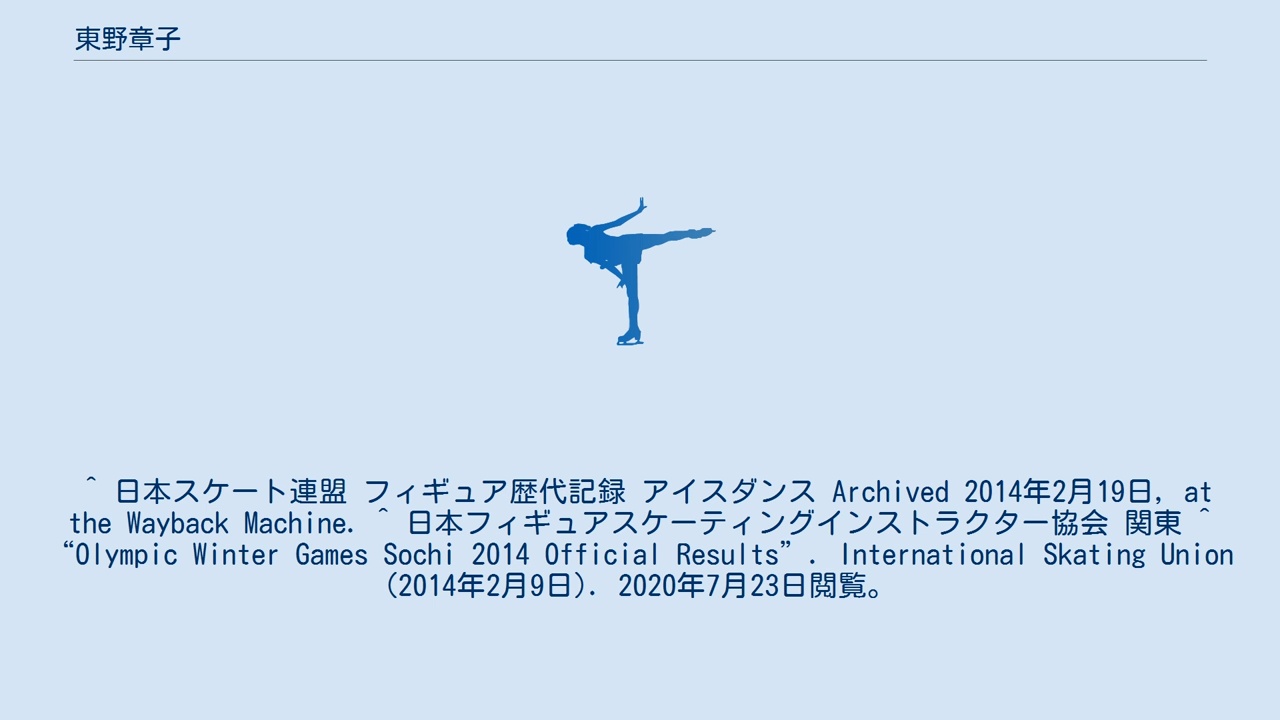 東野章子
^ 日本スケート連盟 フィギュア歴代記録 アイスダンス Archived 2014年2月19日, at
the Wayback Machine. ^ 日本フィギュアスケーティングインストラクター協会 関東 ^
“Olympic Winter Games Sochi 2014 Official Results”. International Skating Union
(2014年2月9日). 2020年7月23日閲覧。